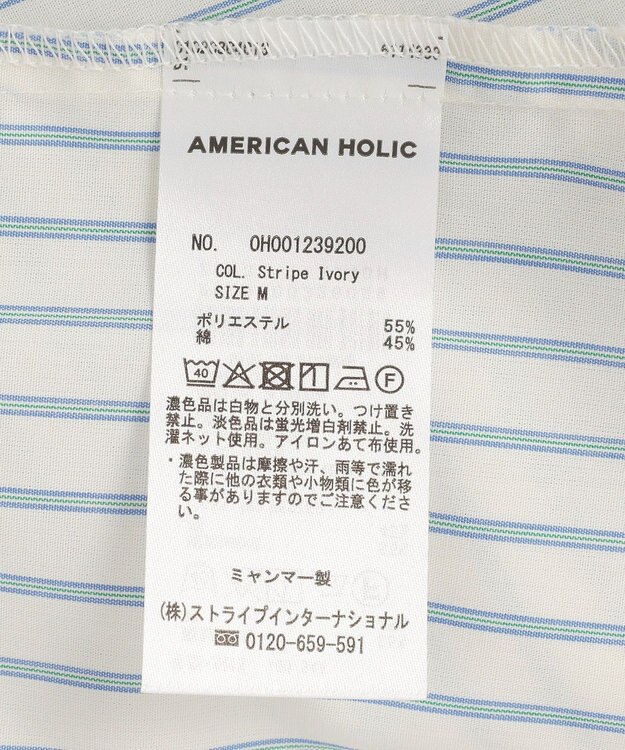 AMERICAN HOLIC
NO. 0H001239200
COL. Stripe Ivory
SIZE M
ポリエステル 55%
綿 45%
40 F
濃色品は白物と分別洗い。つけ置き
禁止。淡色品は蛍光増白剤禁止。洗
濯ネット使用。アイロンあて布使用。
・濃色製品は摩擦や汗、雨等で濡れ
た際に他の衣類や小物類に色が移
る事がありますのでご注意くださ
い。
ミャンマー製
(株)ストライプインターナショナル
0120-659-591